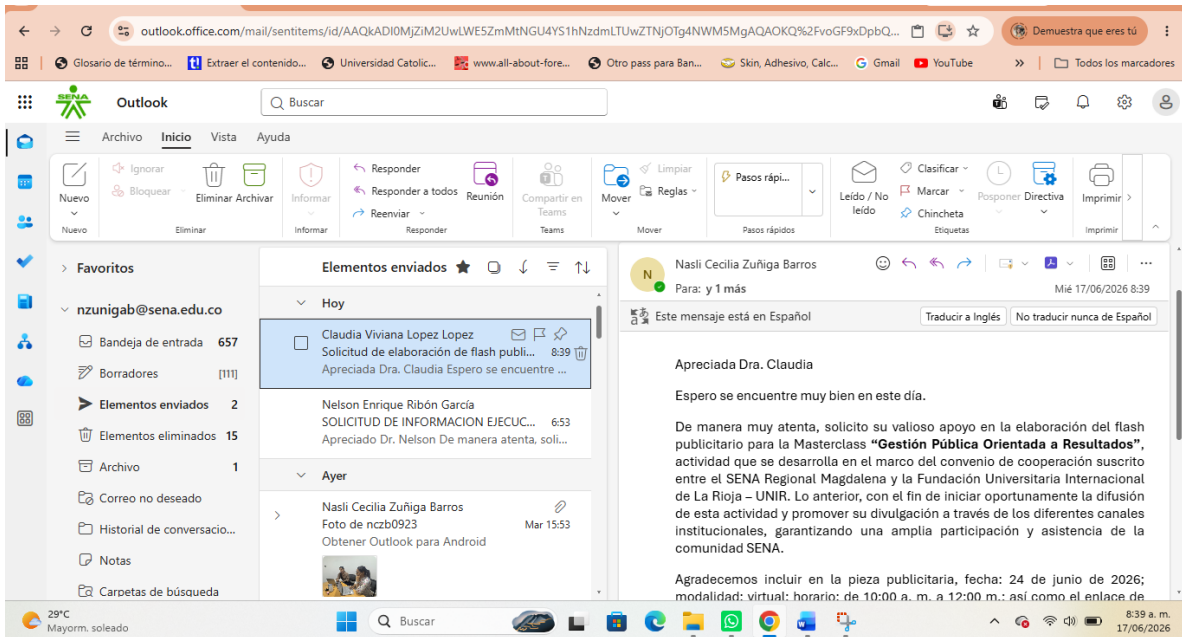 outlook.office.com/mail/sentitems/id/AAQkADI0MjZiM2UwLWE5ZmMtNGU4YS1hNzdmLTUwZTNjOTg4NWM5MgAQAOKQ%2FvoGF9xDpbQ...
Demuestra que eres tú
Glosario de término...
Extraer el contenido...
Universidad Catolic...
www.all-about-fore...
Otro pass para Ban...
Skin, Adhesivo, Calc...
Gmail
YouTube
Todos los marcadores
SENA
Outlook
Buscar
Archivo Inicio Vista Ayuda
Nuevo
Nuevo
Ignorar
Bloquear
Eliminar
Archivar
Eliminar
Informar
Informar
Responder
Responder a todos
Reenviar
Reunión
Responder
Compartir en
Teams
Teams
Mover
Limpiar
Reglas
Mover
Pasos rápi...
Pasos rápidos
Leído / No
leído
Clasificar
Marcar
Chincheta
Posponer
Directiva
Etiquetas
Imprimir
Imprimir
Favoritos
nzunigab@sena.edu.co
Bandeja de entrada 657
Borradores [111]
Elementos enviados 2
Elementos eliminados 15
Archivo 1
Correo no deseado
Historial de conversacio...
Notas
Carpetas de búsqueda
Elementos enviados
Hoy
Claudia Viviana Lopez Lopez
Solicitud de elaboración de flash publi... 8:39
Apreciada Dra. Claudia Espero se encuentre ...
Nelson Enrique Ribón García
SOLICITUD DE INFORMACION EJECUC... 6:53
Apreciado Dr. Nelson De manera atenta, soli...
Ayer
Nasli Cecilia Zuñiga Barros
Foto de nczb0923 Mar 15:53
Obtener Outlook para Android
N
Nasli Cecilia Zuñiga Barros
Para: y 1 más
Mié 17/06/2026 8:39
Este mensaje está en Español
Traducir a Inglés
No traducir nunca de Español
Apreciada Dra. Claudia
Espero se encuentre muy bien en este día.
De manera muy atenta, solicito su valioso apoyo en la elaboración del flash
publicitario para la Masterclass “Gestión Pública Orientada a Resultados”,
actividad que se desarrolla en el marco del convenio de cooperación suscrito
entre el SENA Regional Magdalena y la Fundación Universitaria Internacional
de La Rioja – UNIR. Lo anterior, con el fin de iniciar oportunamente la difusión
de esta actividad y promover su divulgación a través de los diferentes canales
institucionales, garantizando una amplia participación y asistencia de la
comunidad SENA.
Agradecemos incluir en la pieza publicitaria, fecha: 24 de junio de 2026;
modalidad: virtual; horario: de 10:00 a. m. a 12:00 m.; así como el enlace de
29°C
Mayorm. soleado
Buscar
8:39 a. m.
17/06/2026